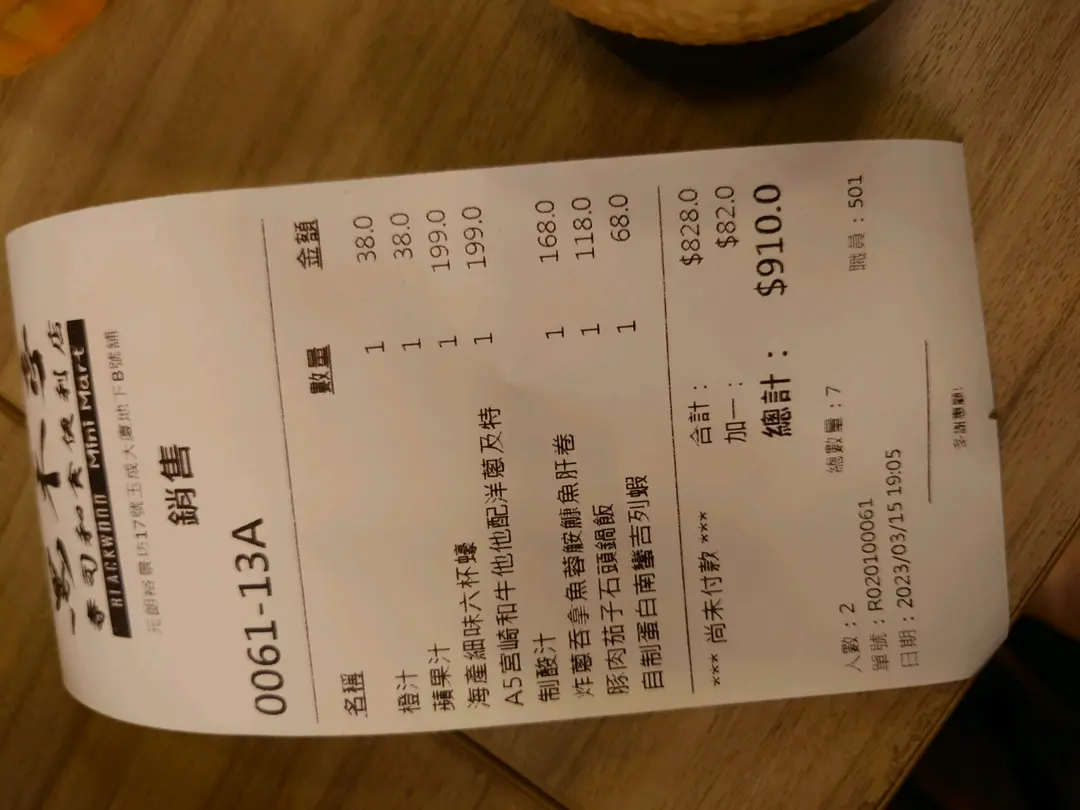 寿司和食便利店
BLACKWOOD Mini Mart
元朗裕景坊17號玉成大廈地下B號舖
銷售
0061-13A
名稱 數量 金額
橙汁 1 38.0
蘋果汁 1 38.0
海產細味六杯蠔 1 199.0
A5宮崎和牛他他配洋蔥及特 1 199.0
制酸汁
炸蔥吞拿魚蓉鮟鱇魚肝卷 1 168.0
豚肉茄子石頭鍋飯 1 118.0
自制蛋白南蠻吉列蝦 1 68.0
合計: $828.0
加一: $82.0
*** 尚未付款 *** 總計: $910.0
人數:2 總數量:7 職員:501
單號:R020100061
日期:2023/03/15 19:05
多謝惠顧!